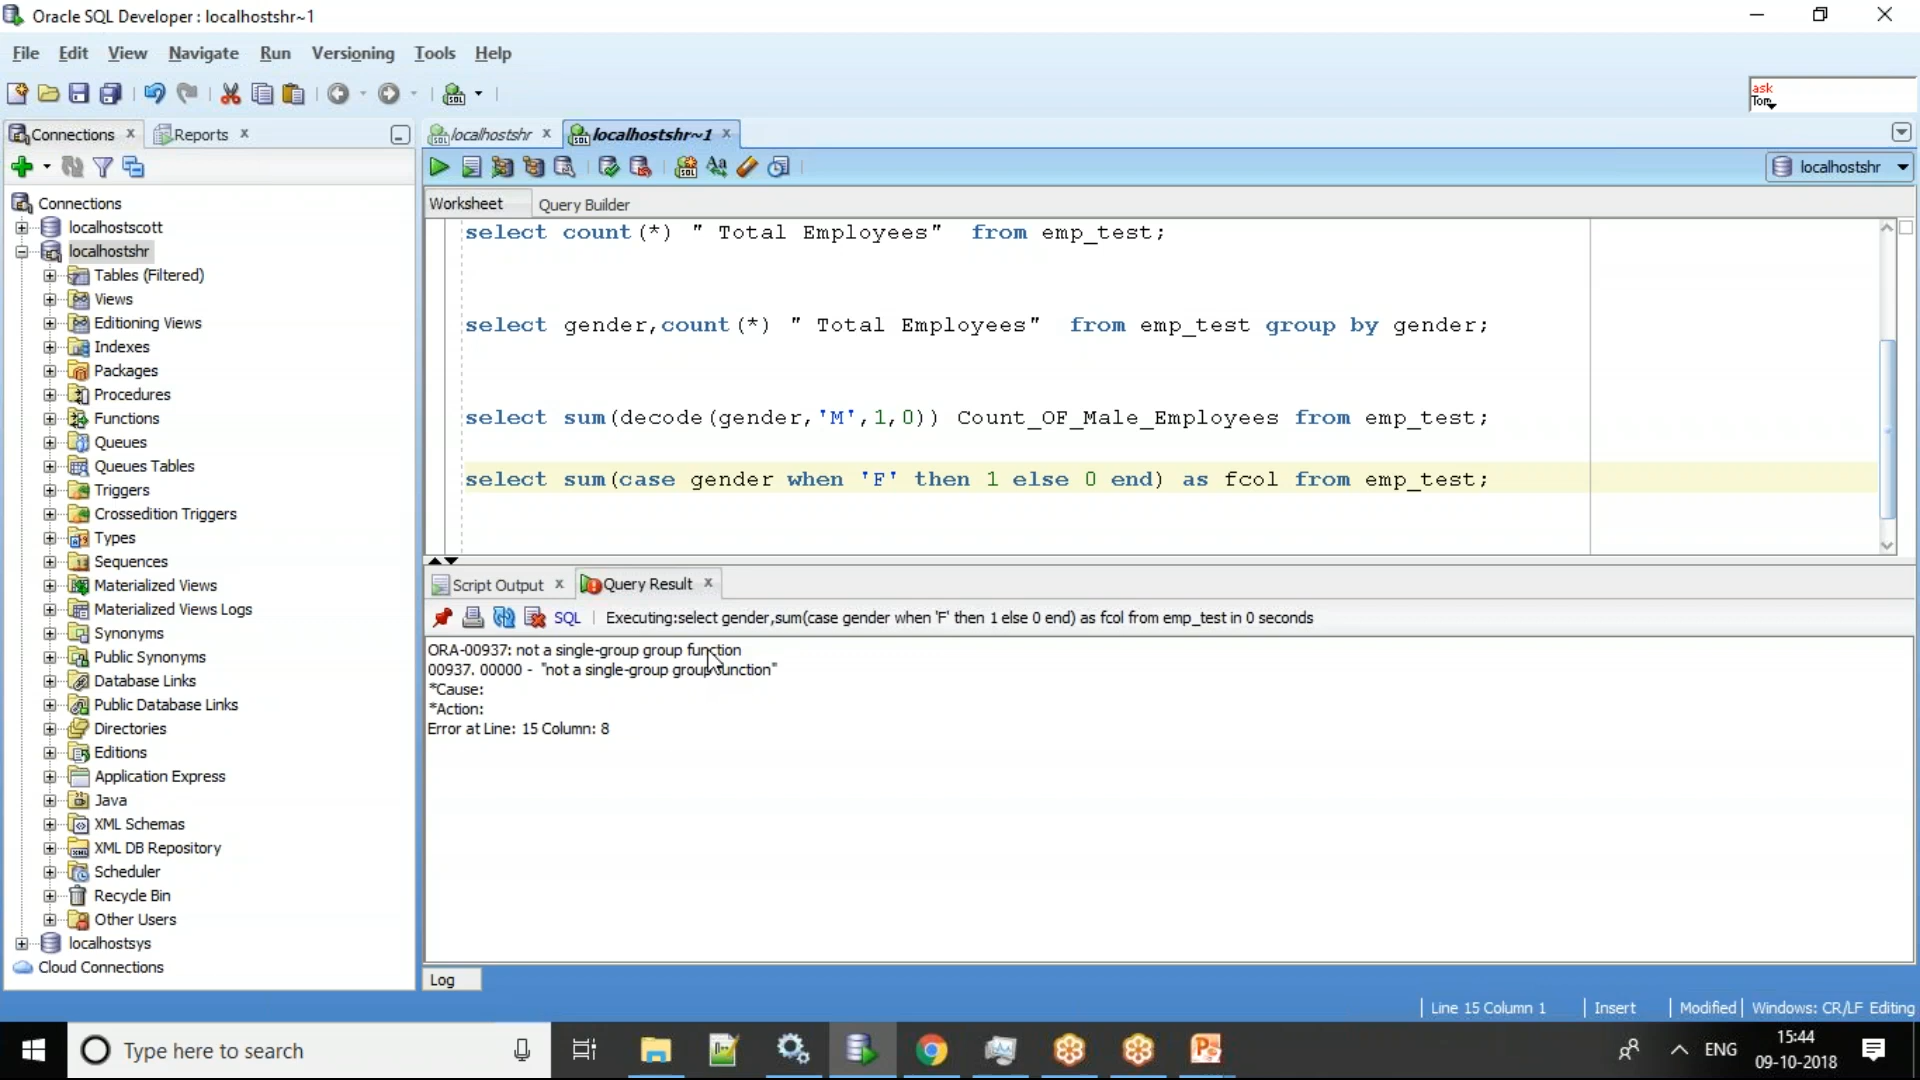 Oracle SQL Developer : localhostshr~1
File Edit View Navigate Run Versioning Tools Help
ask
Tom
Connections Reports
localhostshr localhostshr~1
localhostshr
Worksheet Query Builder
Connections
localhostscott
localhostshr
Tables (Filtered)
Views
Editioning Views
Indexes
Packages
Procedures
Functions
Queues
Queues Tables
Triggers
Crossedition Triggers
Types
Sequences
Materialized Views
Materialized Views Logs
Synonyms
Public Synonyms
Database Links
Public Database Links
Directories
Editions
Application Express
Java
XML Schemas
XML DB Repository
Scheduler
Recycle Bin
Other Users
localhostsys
Cloud Connections
select count(*) " Total Employees"  from emp_test;
select gender,count(*) " Total Employees"  from emp_test group by gender;
select sum(decode(gender,'M',1,0)) Count_OF_Male_Employees from emp_test;
select sum(case gender when 'F' then 1 else 0 end) as fcol from emp_test;
Script Output Query Result
SQL Executing:select gender,sum(case gender when 'F' then 1 else 0 end) as fcol from emp_test in 0 seconds
ORA-00937: not a single-group group function
00937. 00000 - "not a single-group group function"
*Cause:
*Action:
Error at Line: 15 Column: 8
Log
Line 15 Column 1 Insert Modified Windows: CR/LF Editing
Type here to search
ENG
15:44
09-10-2018